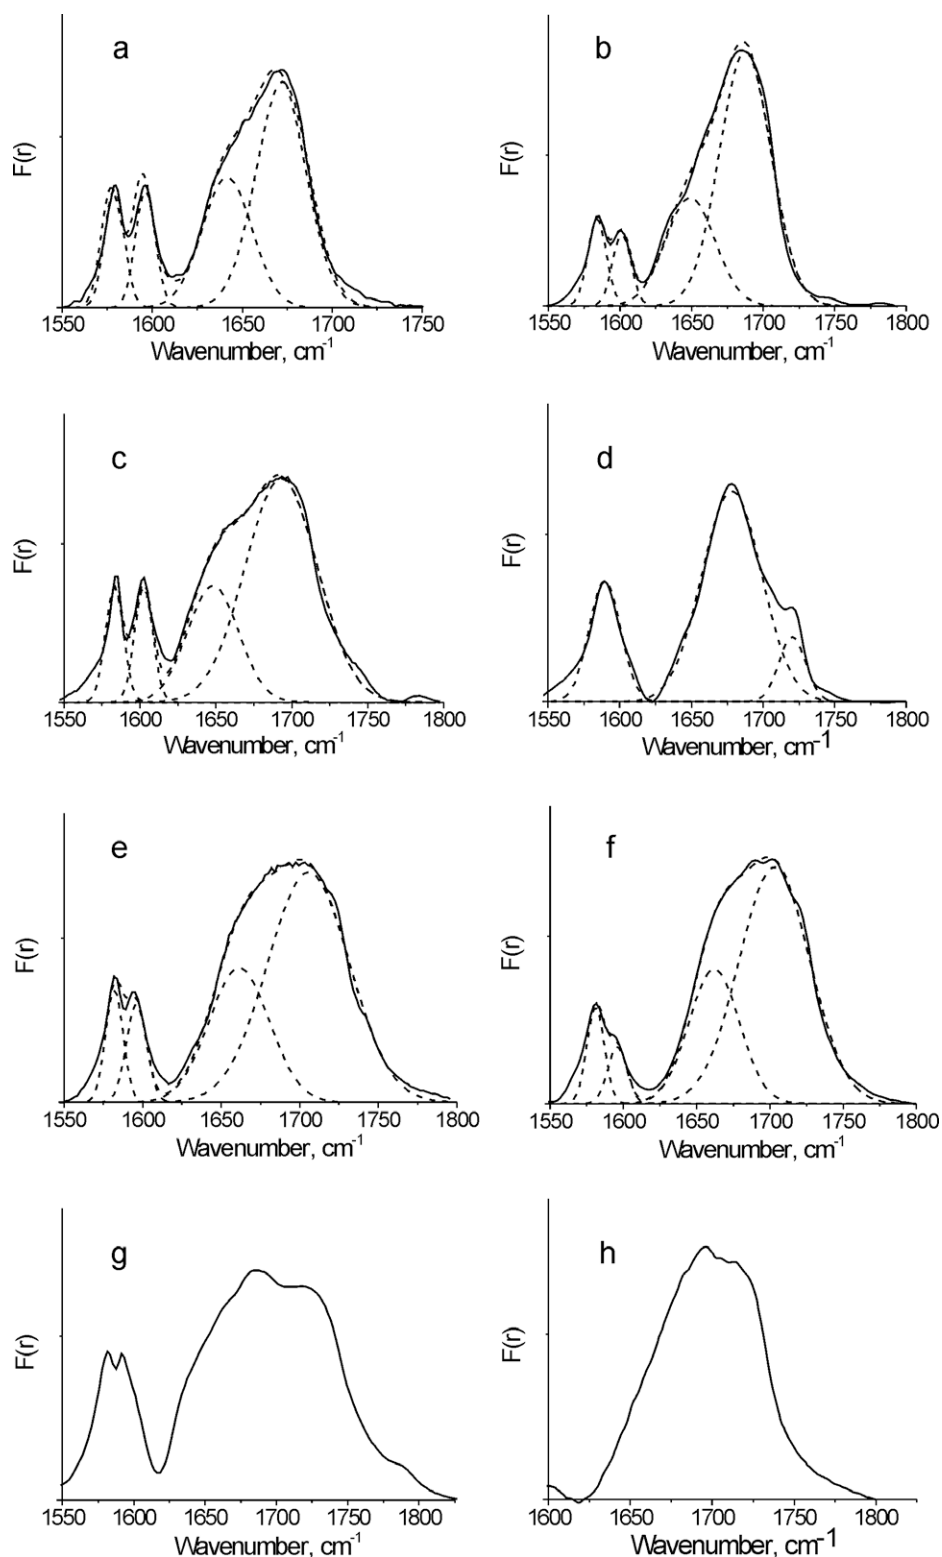 a
b
F(r)
F(r)
1550 1600 1650 1700 1750
1550 1600 1650 1700 1750 1800
Wavenumber, cm-1
Wavenumber, cm-1
c
d
F(r)
F(r)
1550 1600 1650 1700 1750 1800
1550 1600 1650 1700 1750 1800
Wavenumber, cm-1
Wavenumber, cm-1
e
f
F(r)
F(r)
1550 1600 1650 1700 1750 1800
1550 1600 1650 1700 1750 1800
Wavenumber, cm-1
Wavenumber, cm-1
g
h
F(r)
F(r)
1550 1600 1650 1700 1750 1800
1600 1650 1700 1750 1800
Wavenumber, cm-1
Wavenumber, cm-1